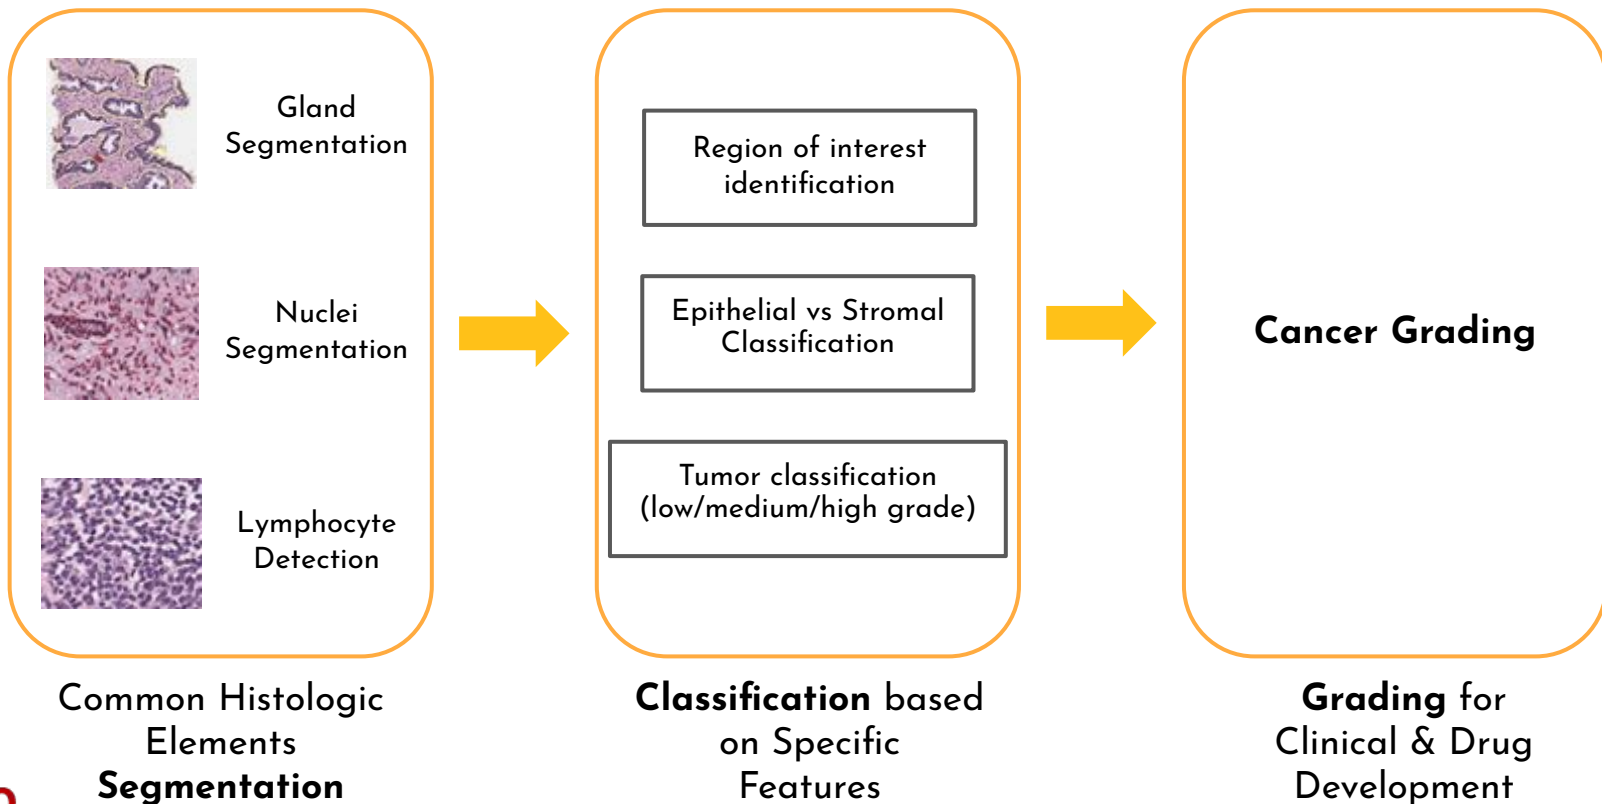 Gland
Segmentation
Nuclei
Segmentation
Lymphocyte
Detection
Common Histologic
Elements
Segmentation
Region of interest
identification
Epithelial vs Stromal
Classification
Tumor classification
(low/medium/high grade)
Classification based
on Specific
Features
Cancer Grading
Grading for
Clinical & Drug
Development